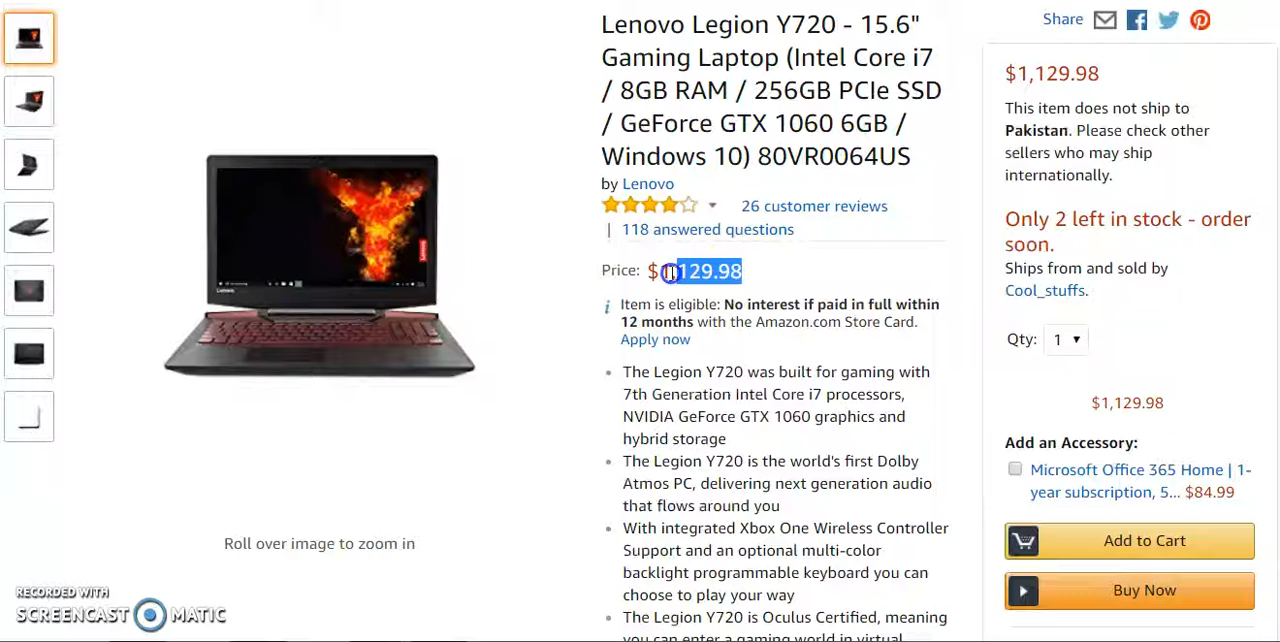 Lenovo Legion Y720 - 15.6"
Gaming Laptop (Intel Core i7
/ 8GB RAM / 256GB PCIe SSD
/ GeForce GTX 1060 6GB /
Windows 10) 80VR0064US
by Lenovo
26 customer reviews
| 118 answered questions
Price: $1,129.98
Item is eligible: No interest if paid in full within
12 months with the Amazon.com Store Card.
Apply now
The Legion Y720 was built for gaming with
7th Generation Intel Core i7 processors,
NVIDIA GeForce GTX 1060 graphics and
hybrid storage
The Legion Y720 is the world's first Dolby
Atmos PC, delivering next generation audio
that flows around you
With integrated Xbox One Wireless Controller
Support and an optional multi-color
backlight programmable keyboard you can
choose to play your way
The Legion Y720 is Oculus Certified, meaning
you can enter a gaming world in virtual
Share
$1,129.98
This item does not ship to
Pakistan. Please check other
sellers who may ship
internationally.
Only 2 left in stock - order
soon.
Ships from and sold by
Cool_stuffs.
Qty: 1
$1,129.98
Add an Accessory:
Microsoft Office 365 Home | 1-
year subscription, 5... $84.99
Add to Cart
Buy Now
Lenovo
Roll over image to zoom in
RECORDED WITH
SCREENCAST MATIC